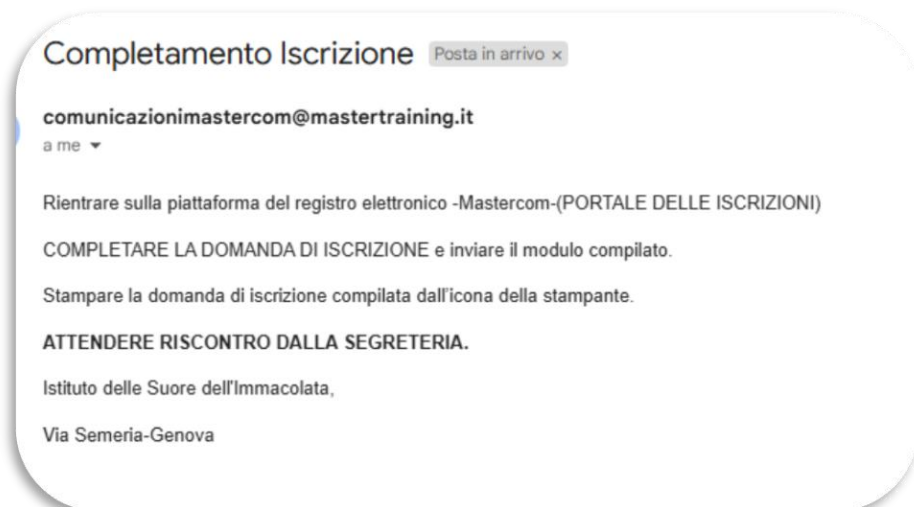 Completamento Iscrizione Posta in arrivo ×
comunicazionimastercom@mastertraining.it
a me
Rientrare sulla piattaforma del registro elettronico -Mastercom-(PORTALE DELLE ISCRIZIONI)
COMPLETARE LA DOMANDA DI ISCRIZIONE e inviare il modulo compilato.
Stampare la domanda di iscrizione compilata dall'icona della stampante.
ATTENDERE RISCONTRO DALLA SEGRETERIA.
Istituto delle Suore dell'Immacolata,
Via Semeria-Genova